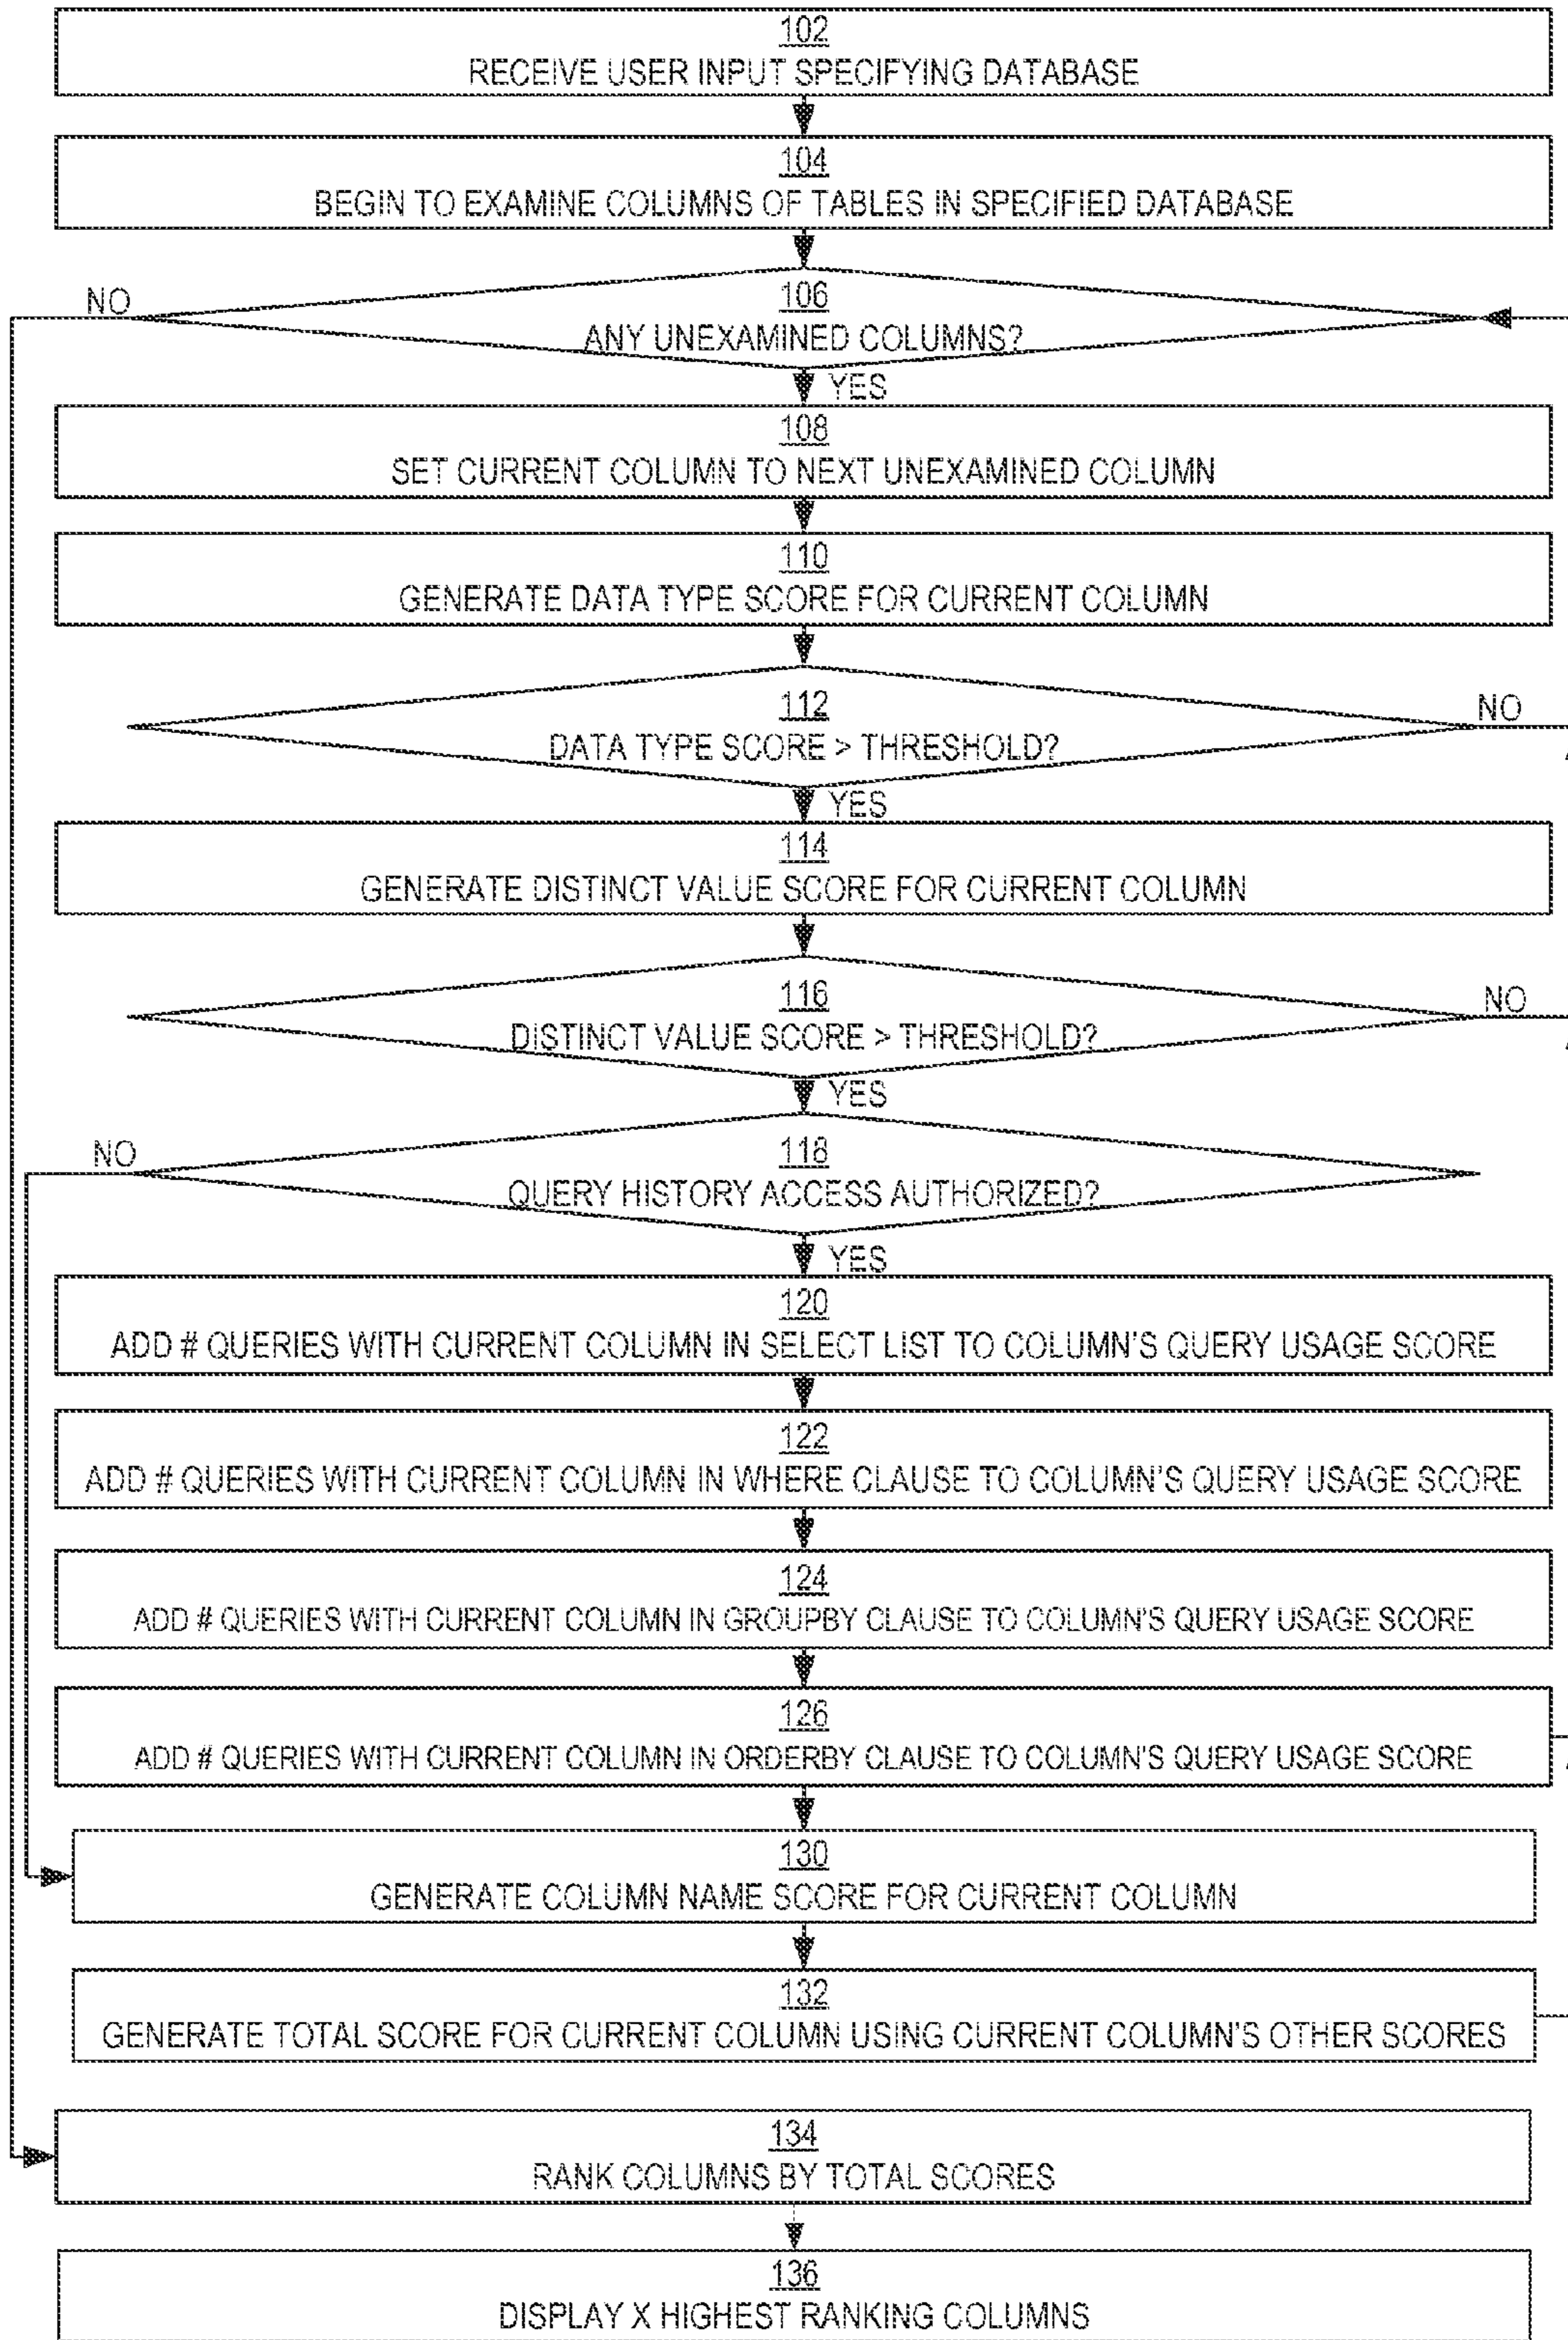 102
RECEIVE USER INPUT SPECIFYING DATABASE
104
BEGIN TO EXAMINE COLUMNS OF TABLES IN SPECIFIED DATABASE
NO
106
ANY UNEXAMINED COLUMNS?
YES
108
SET CURRENT COLUMN TO NEXT UNEXAMINED COLUMN
110
GENERATE DATA TYPE SCORE FOR CURRENT COLUMN
112
NO
DATA TYPE SCORE > THRESHOLD?
YES
114
GENERATE DISTINCT VALUE SCORE FOR CURRENT COLUMN
116
NO
DISTINCT VALUE SCORE > THRESHOLD?
YES
NO
118
QUERY HISTORY ACCESS AUTHORIZED?
YES
120
ADD # QUERIES WITH CURRENT COLUMN IN SELECT LIST TO COLUMN'S QUERY USAGE SCORE
122
ADD # QUERIES WITH CURRENT COLUMN IN WHERE CLAUSE TO COLUMN'S QUERY USAGE SCORE
124
ADD # QUERIES WITH CURRENT COLUMN IN GROUPBY CLAUSE TO COLUMN'S QUERY USAGE SCORE
126
ADD # QUERIES WITH CURRENT COLUMN IN ORDERBY CLAUSE TO COLUMN'S QUERY USAGE SCORE
130
GENERATE COLUMN NAME SCORE FOR CURRENT COLUMN
132
GENERATE TOTAL SCORE FOR CURRENT COLUMN USING CURRENT COLUMN'S OTHER SCORES
134
RANK COLUMNS BY TOTAL SCORES
136
DISPLAY X HIGHEST RANKING COLUMNS